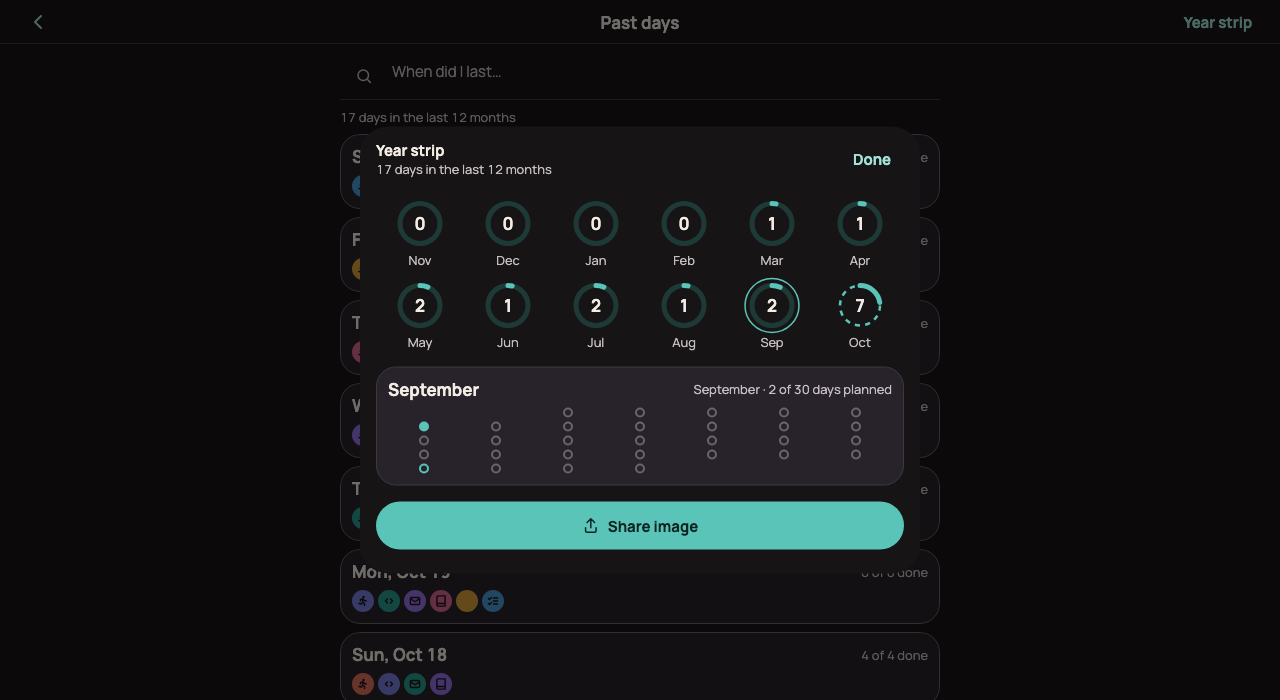 Past days
Year strip
When did I last...
17 days in the last 12 months
Year strip
17 days in the last 12 months
Done
0 0 0 0 1 1
Nov Dec Jan Feb Mar Apr
2 1 2 1 2 7
May Jun Jul Aug Sep Oct
September
September · 2 of 30 days planned
Share image
Mon, Oct 19
done
Sun, Oct 18
4 of 4 done